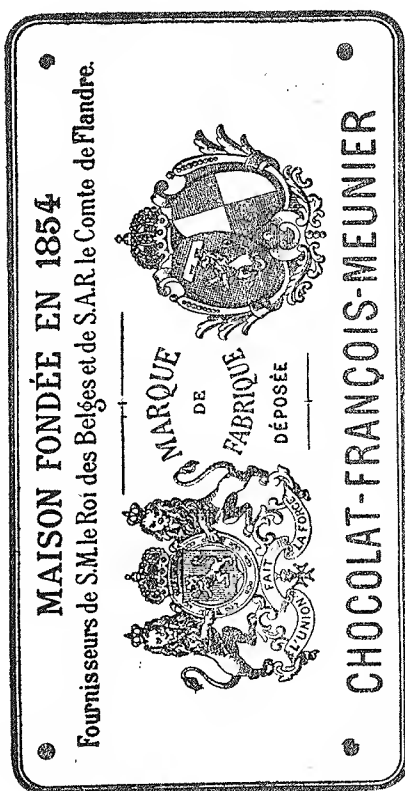 MAISON FONDÉE EN 1854
Fournisseurs de S.M. le Roi des Belges et de S.A.R. le Comte de Flandre.
MARQUE
DE
FABRIQUE
DÉPOSÉE
L'UNION FAIT LA FORCE
CHOCOLAT-FRANÇOIS-MEUNIER